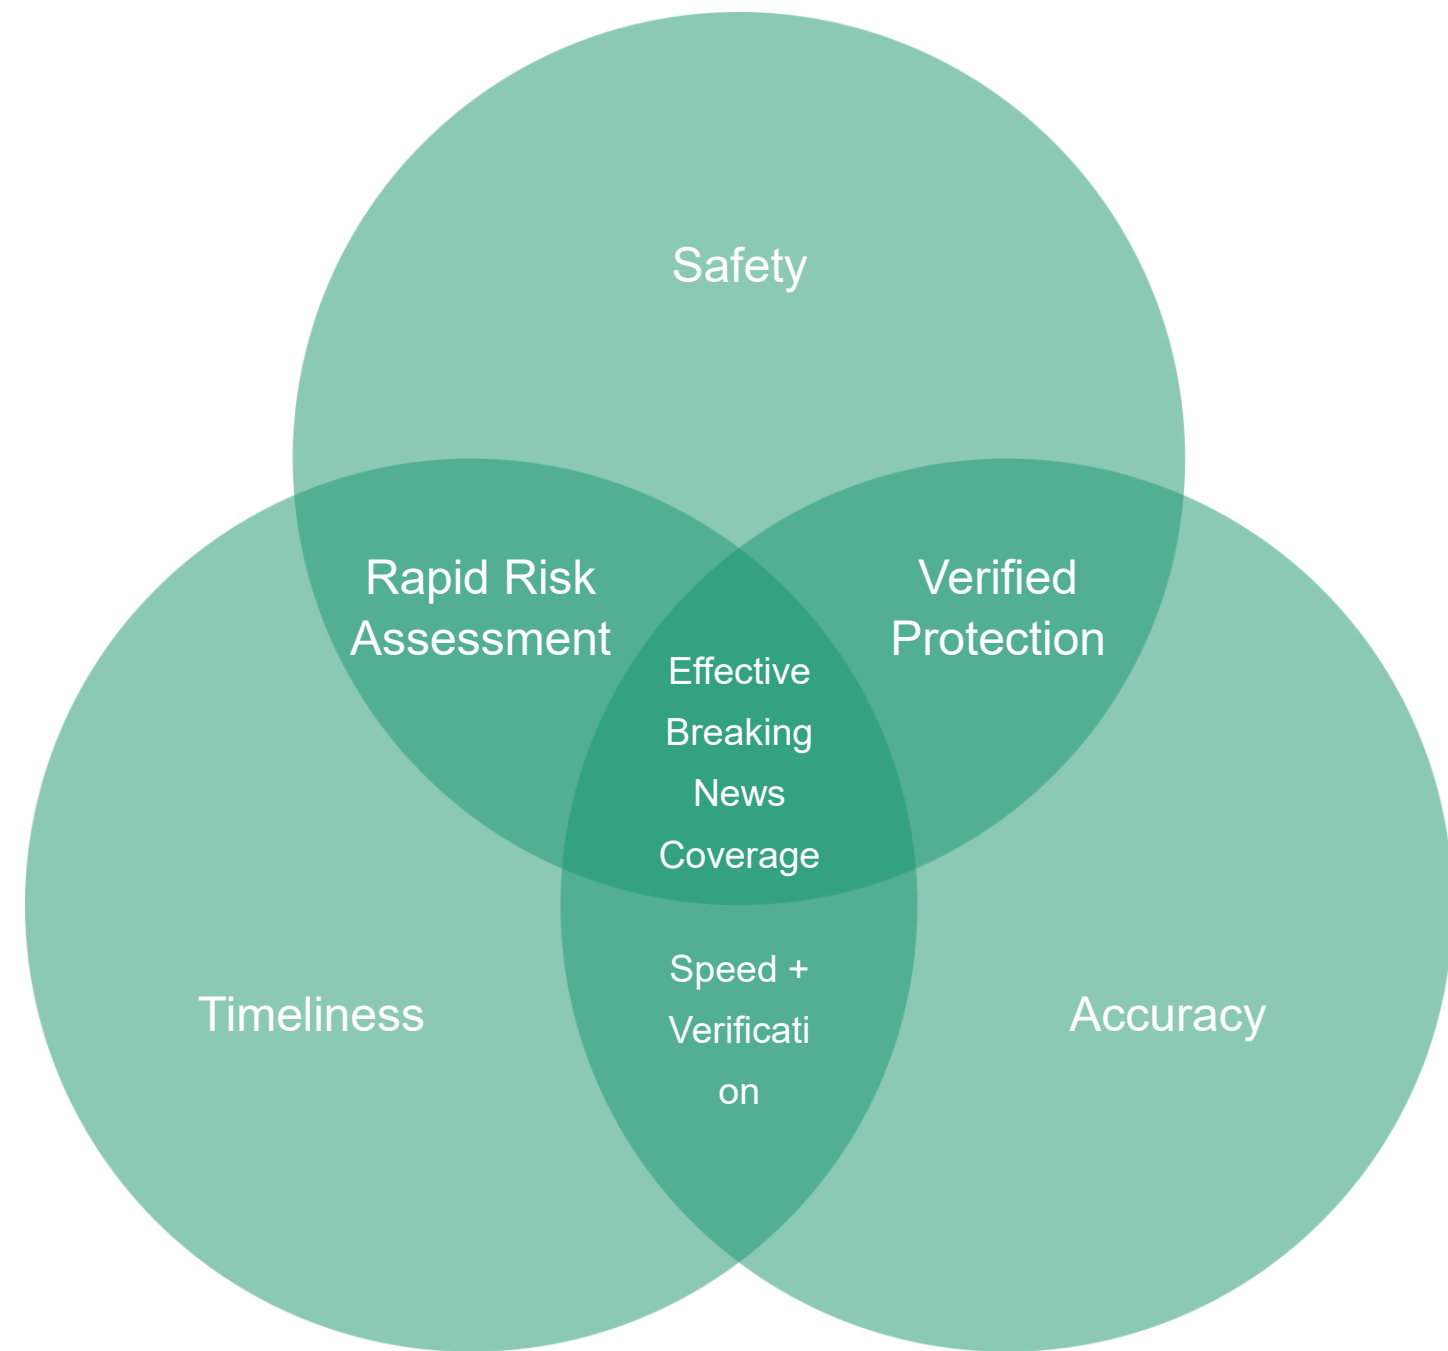 Safety
Rapid Risk
Assessment
Verified
Protection
Effective
Breaking
News
Coverage
Timeliness
Speed +
Verificati
on
Accuracy